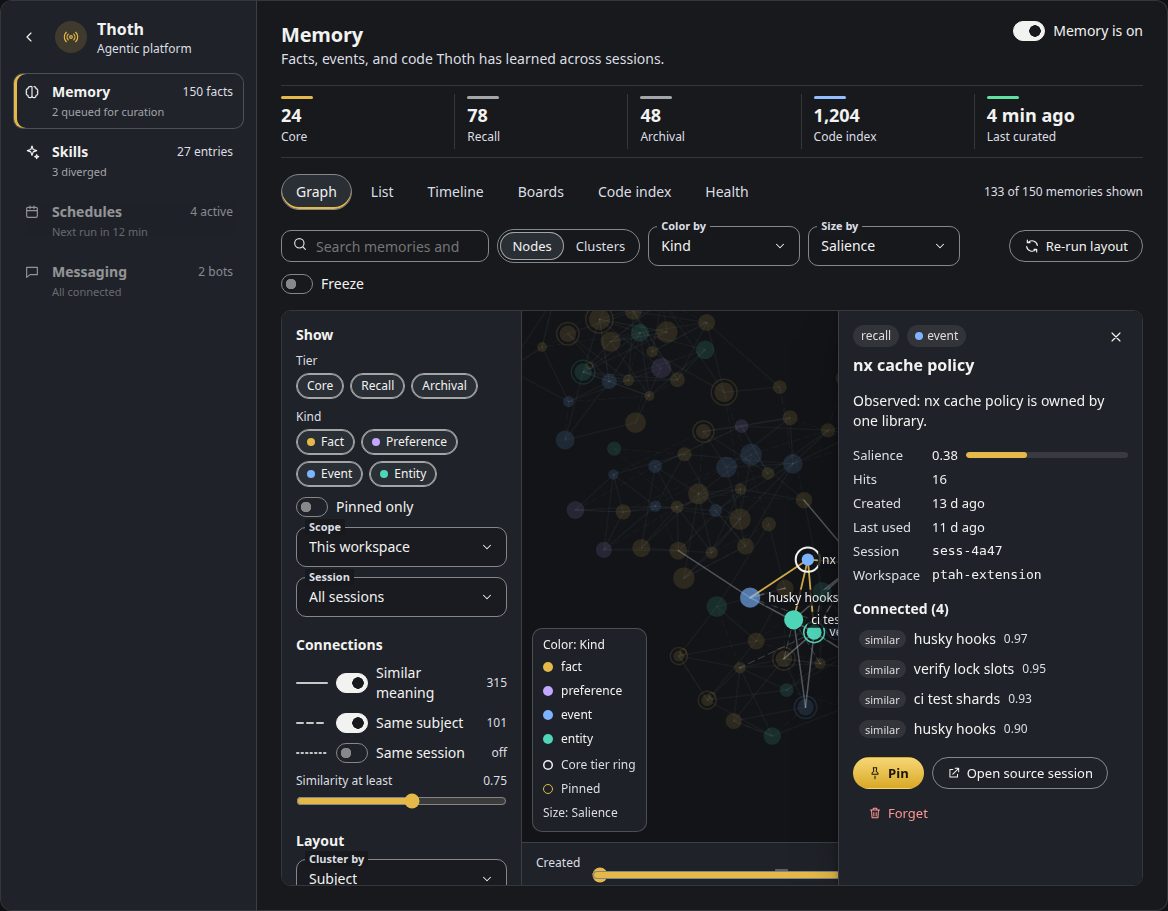 Thoth
Agentic platform
Memory
150 facts
2 queued for curation
Skills
27 entries
3 diverged
Schedules
4 active
Next run in 12 min
Messaging
2 bots
All connected
Memory
Memory is on
Facts, events, and code Thoth has learned across sessions.
24
Core
78
Recall
48
Archival
1,204
Code index
4 min ago
Last curated
Graph
List
Timeline
Boards
Code index
Health
133 of 150 memories shown
Search memories and
Nodes
Clusters
Color by
Kind
Size by
Salience
Re-run layout
Freeze
Show
Tier
Core
Recall
Archival
Kind
Fact
Preference
Event
Entity
Pinned only
Scope
This workspace
Session
All sessions
Connections
Similar
meaning
315
Same subject
101
Same session
off
Similarity at least
0.75
Layout
Cluster by
Subject
nx
husky hooks
ci tes
ve
Color: Kind
fact
preference
event
entity
Core tier ring
Pinned
Size: Salience
Created
recall
event
nx cache policy
Observed: nx cache policy is owned by
one library.
Salience
0.38
Hits
16
Created
13 d ago
Last used
11 d ago
Session
sess-4a47
Workspace
ptah-extension
Connected (4)
similar husky hooks 0.97
similar verify lock slots 0.95
similar ci test shards 0.93
similar husky hooks 0.90
Pin
Open source session
Forget